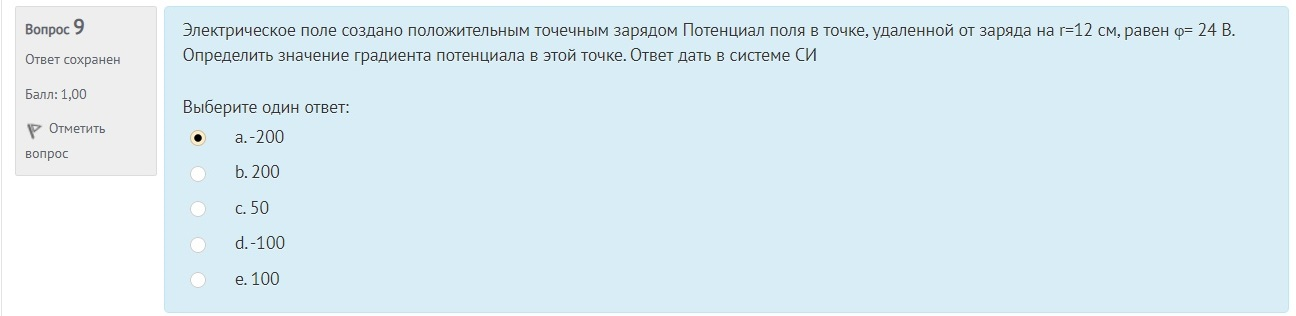 Вопрос 9
Ответ сохранен
Балл: 1,00
Отметить
вопрос
Электрическое поле создано положительным точечным зарядом Потенциал поля в точке, удаленной от заряда на r=12 см, равен φ= 24 В.
Определить значение градиента потенциала в этой точке. Ответ дать в системе СИ
Выберите один ответ:
a. -200
b. 200
c. 50
d. -100
e. 100